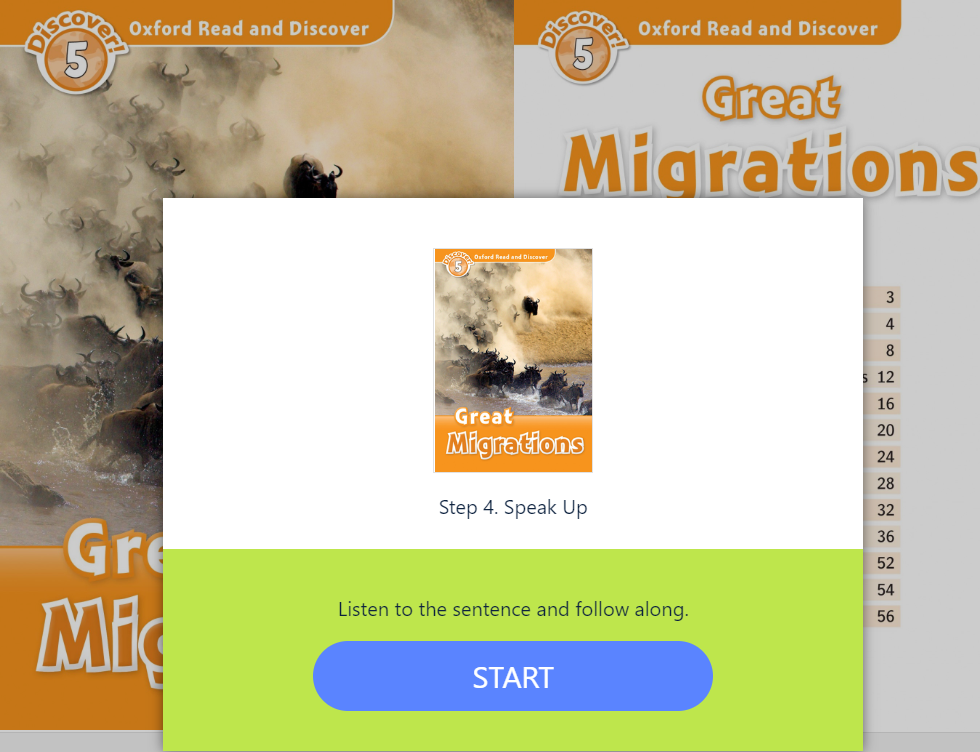 Discover!
5
Oxford Read and Discover
Discover!
5
Oxford Read and Discover
Great
Migrations
3
4
8
s 12
16
20
24
28
32
36
52
54
56
Gre
Mig
Discover!
5
Oxford Read and Discover
Great
Migrations
Step 4. Speak Up
Listen to the sentence and follow along.
START